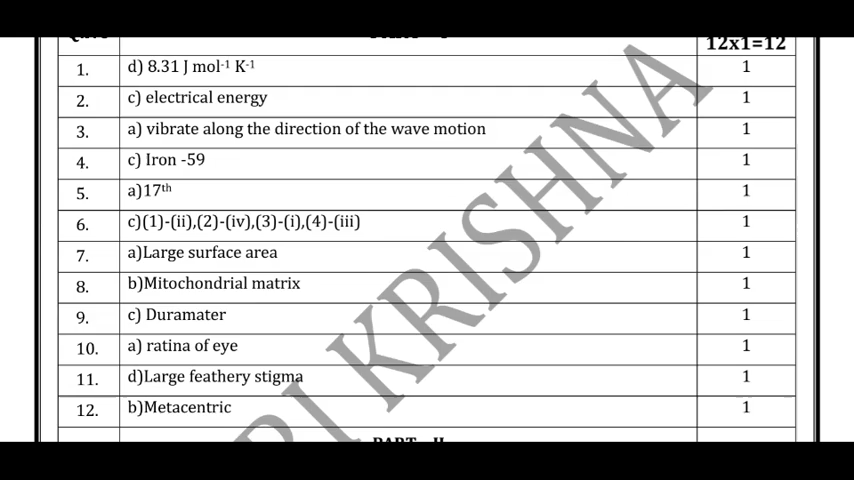 12x1=12
1. d) 8.31 J mol-1 K-1 1
2. c) electrical energy 1
3. a) vibrate along the direction of the wave motion 1
4. c) Iron -59 1
5. a)17th 1
6. c)(1)-(ii),(2)-(iv),(3)-(i),(4)-(iii) 1
7. a)Large surface area 1
8. b)Mitochondrial matrix 1
9. c) Duramater 1
10. a) ratina of eye 1
11. d)Large feathery stigma 1
12. b)Metacentric 1
PART - II
RI KRISHNA